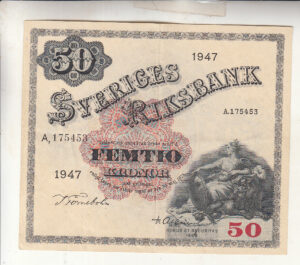 50
1947
SVERIGES
RIKSBANK
A.175453
A.175453
FEMTIO
KRONOR
1947
50